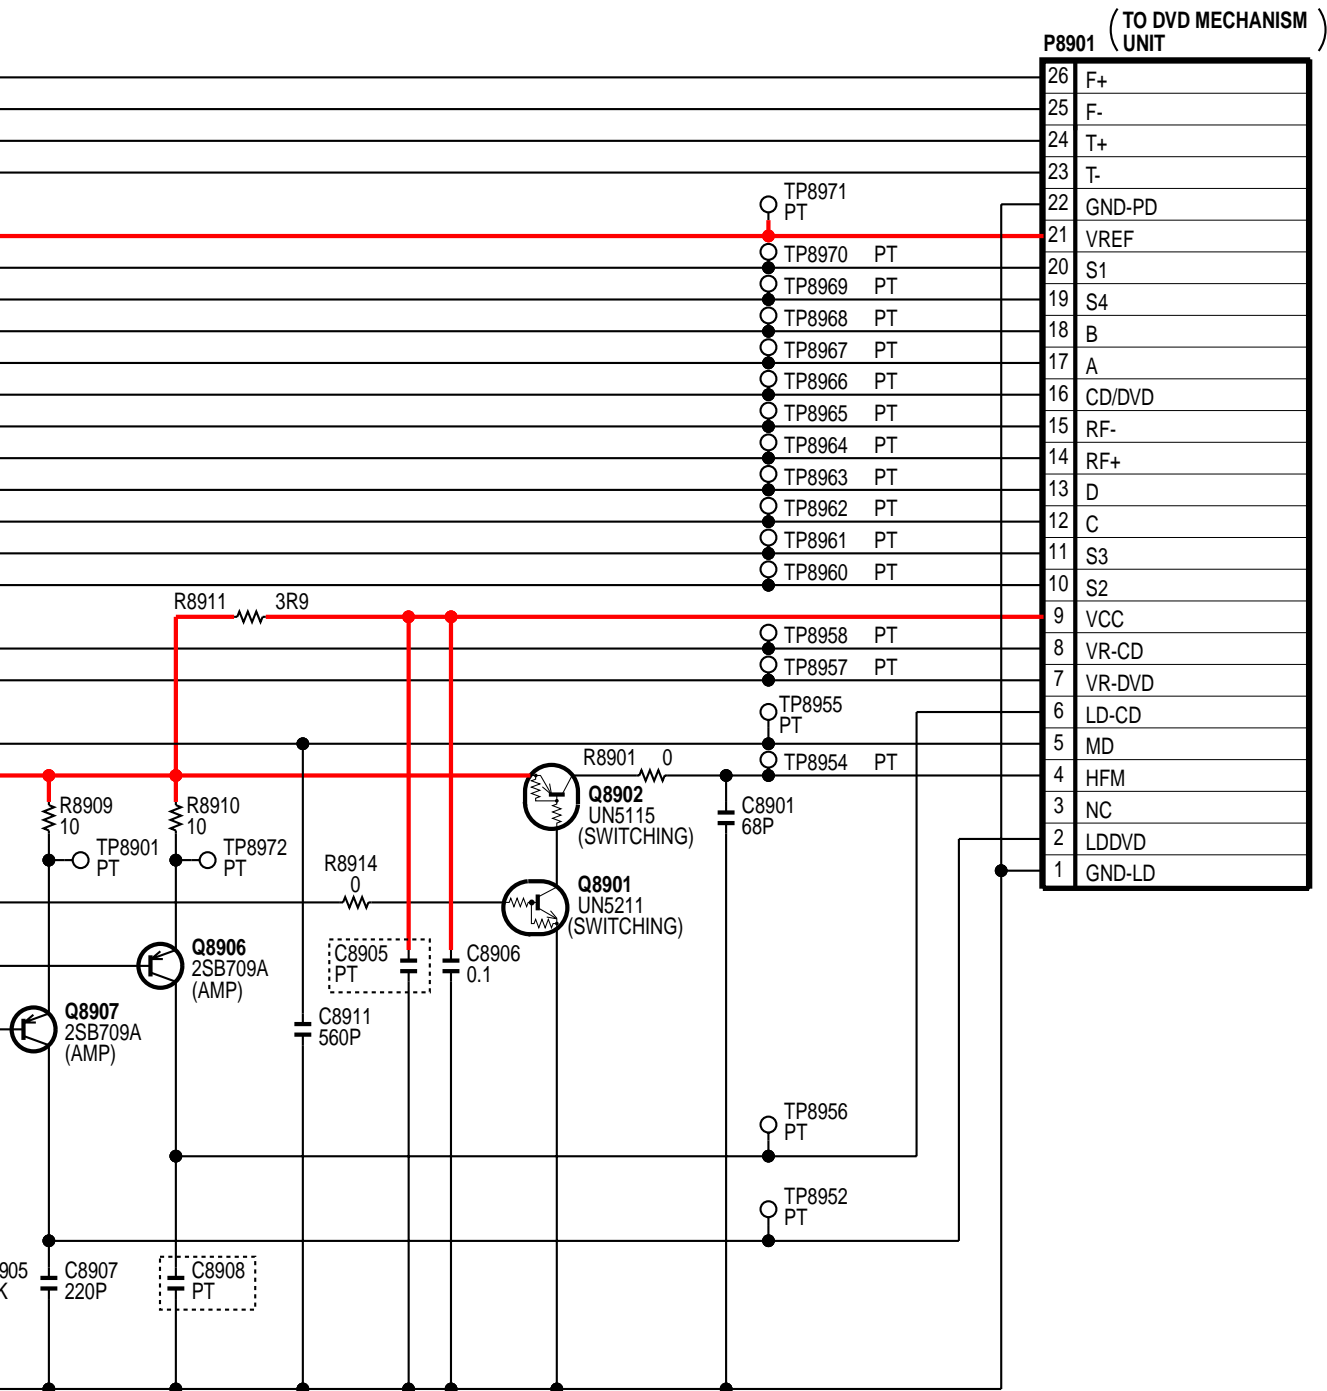 TO DVD MECHANISM
P8901 ( UNIT )
26 F+
25 F-
24 T+
23 T-
TP8971
PT
22 GND-PD
21 VREF
TP8970 PT
20 S1
TP8969 PT
19 S4
TP8968 PT
18 B
TP8967 PT
17 A
TP8966 PT
16 CD/DVD
TP8965 PT
15 RF-
TP8964 PT
14 RF+
TP8963 PT
13 D
TP8962 PT
12 C
TP8961 PT
11 S3
TP8960 PT
10 S2
R8911 3R9
9 VCC
TP8958 PT
8 VR-CD
TP8957 PT
7 VR-DVD
TP8955
PT
6 LD-CD
5 MD
R8901 0
TP8954 PT
4 HFM
3 NC
2 LDDVD
1 GND-LD
Q8902
UN5115
(SWITCHING)
C8901
68P
R8909
10
R8910
10
TP8901
PT
TP8972
PT
R8914
0
Q8901
UN5211
(SWITCHING)
Q8906
2SB709A
(AMP)
C8905
PT
C8906
0.1
Q8907
2SB709A
(AMP)
C8911
560P
TP8956
PT
TP8952
PT
905
K
C8907
220P
C8908
PT